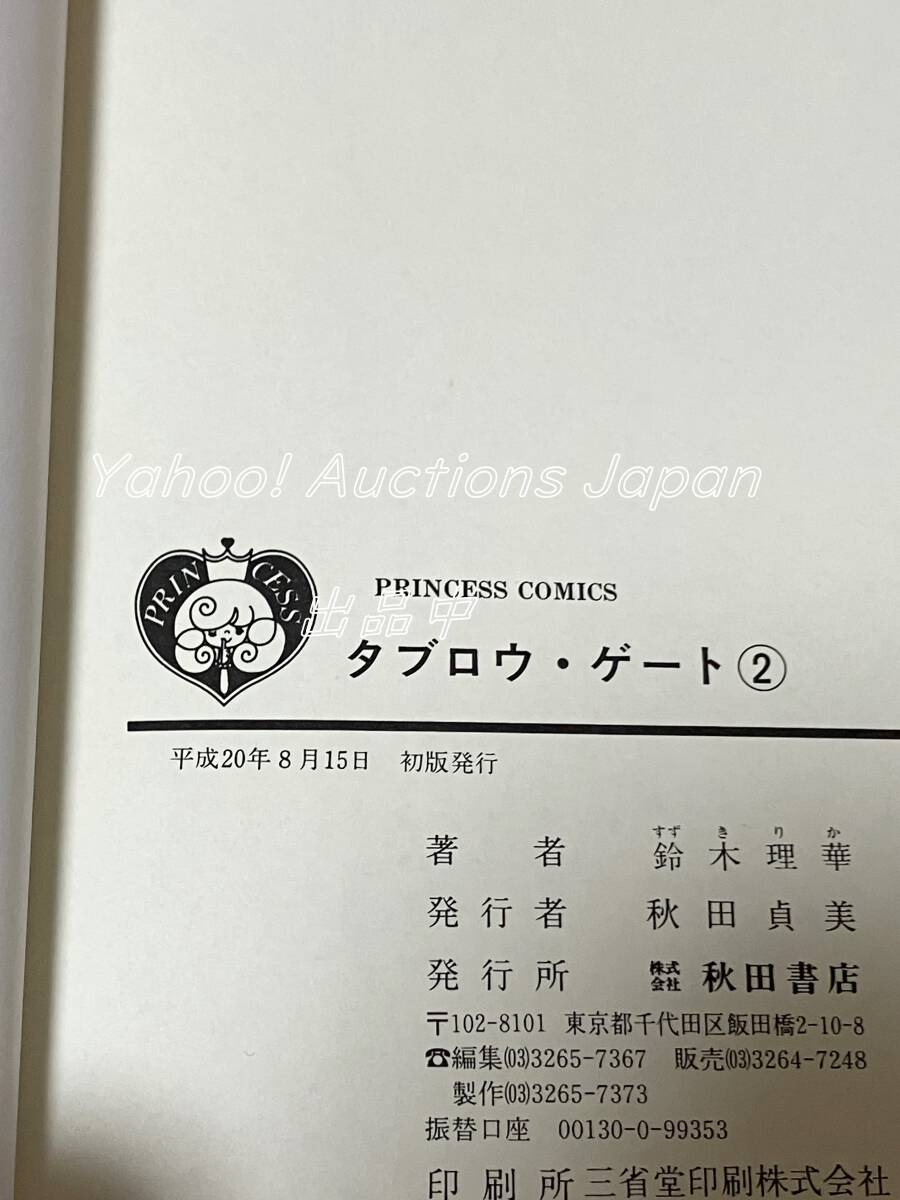 Yahoo! Auctions Japan
出品中
PRINCESS
PRINCESS COMICS
タブロウ・ゲート②
平成20年8月15日 初版発行
著者 鈴木理華
すずきりか
発行者 秋田貞美
発行所 株式会社 秋田書店
〒102-8101 東京都千代田区飯田橋2-10-8
☎編集(03)3265-7367 販売(03)3264-7248
製作(03)3265-7373
振替口座 00130-0-99353
印刷所 三省堂印刷株式会社